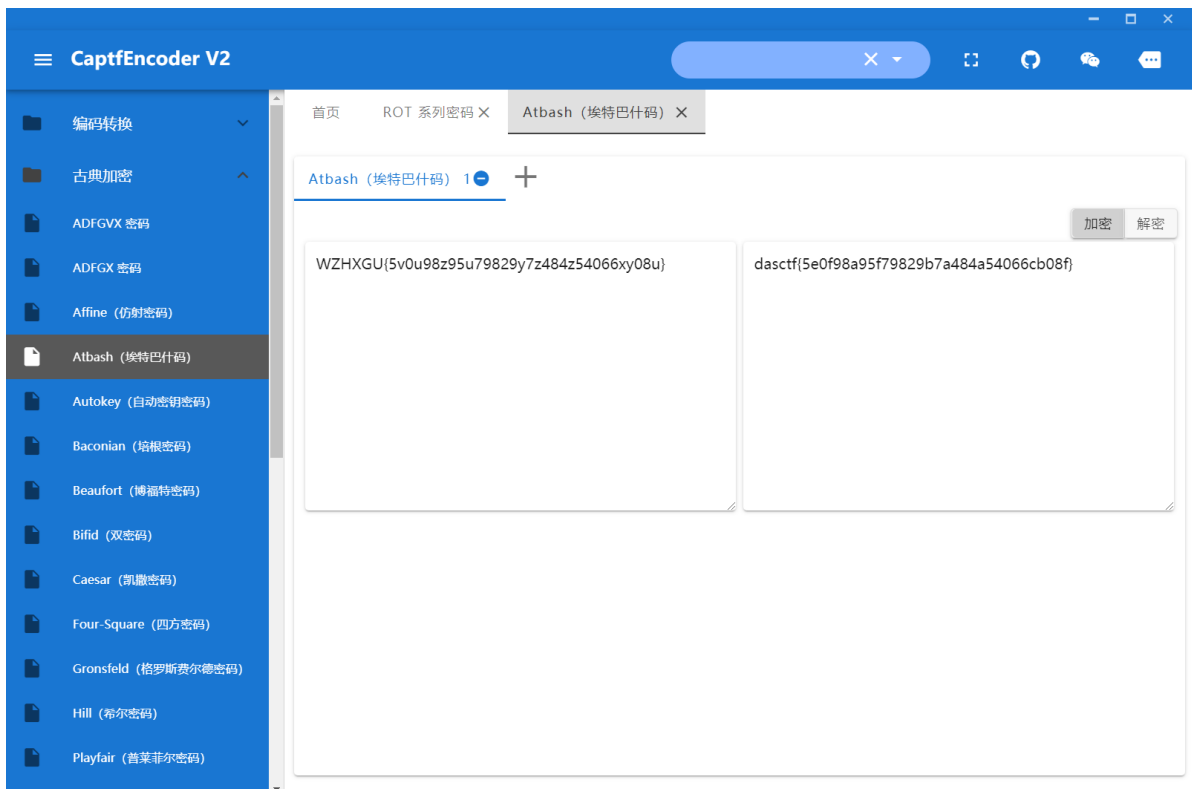 CaptfEncoder V2
编码转换
古典加密
ADFGVX 密码
ADFGX 密码
Affine（仿射密码）
Atbash（埃特巴什码）
Autokey（自动密钥密码）
Baconian（培根密码）
Beaufort（博福特密码）
Bifid（双密码）
Caesar（凯撒密码）
Four-Square（四方密码）
Gronsfeld（格罗斯费尔德密码）
Hill（希尔密码）
Playfair（普莱菲尔密码）
首页 ROT 系列密码 Atbash（埃特巴什码）
Atbash（埃特巴什码） 1
加密 解密
WZHXGU{5v0u98z95u79829y7z484z54066xy08u}
dasctf{5e0f98a95f79829b7a484a54066cb08f}